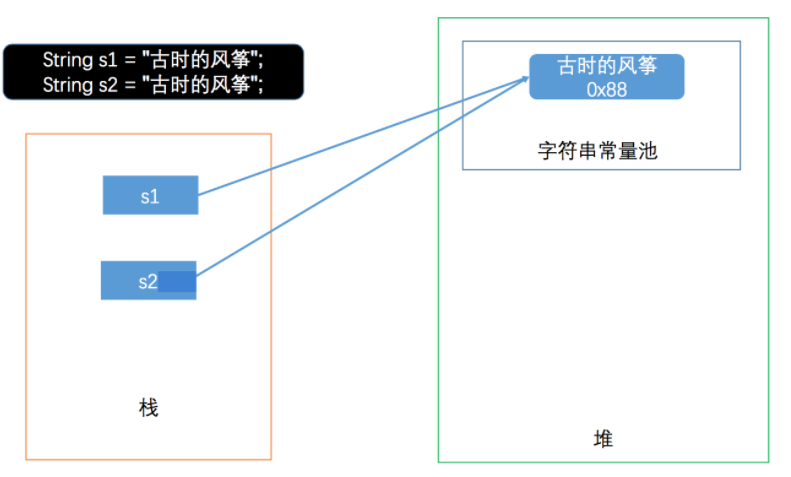 String s1 = "古时的风筝";
String s2 = "古时的风筝";
古时的风筝
0x88
字符串常量池
s1
s2
栈
堆